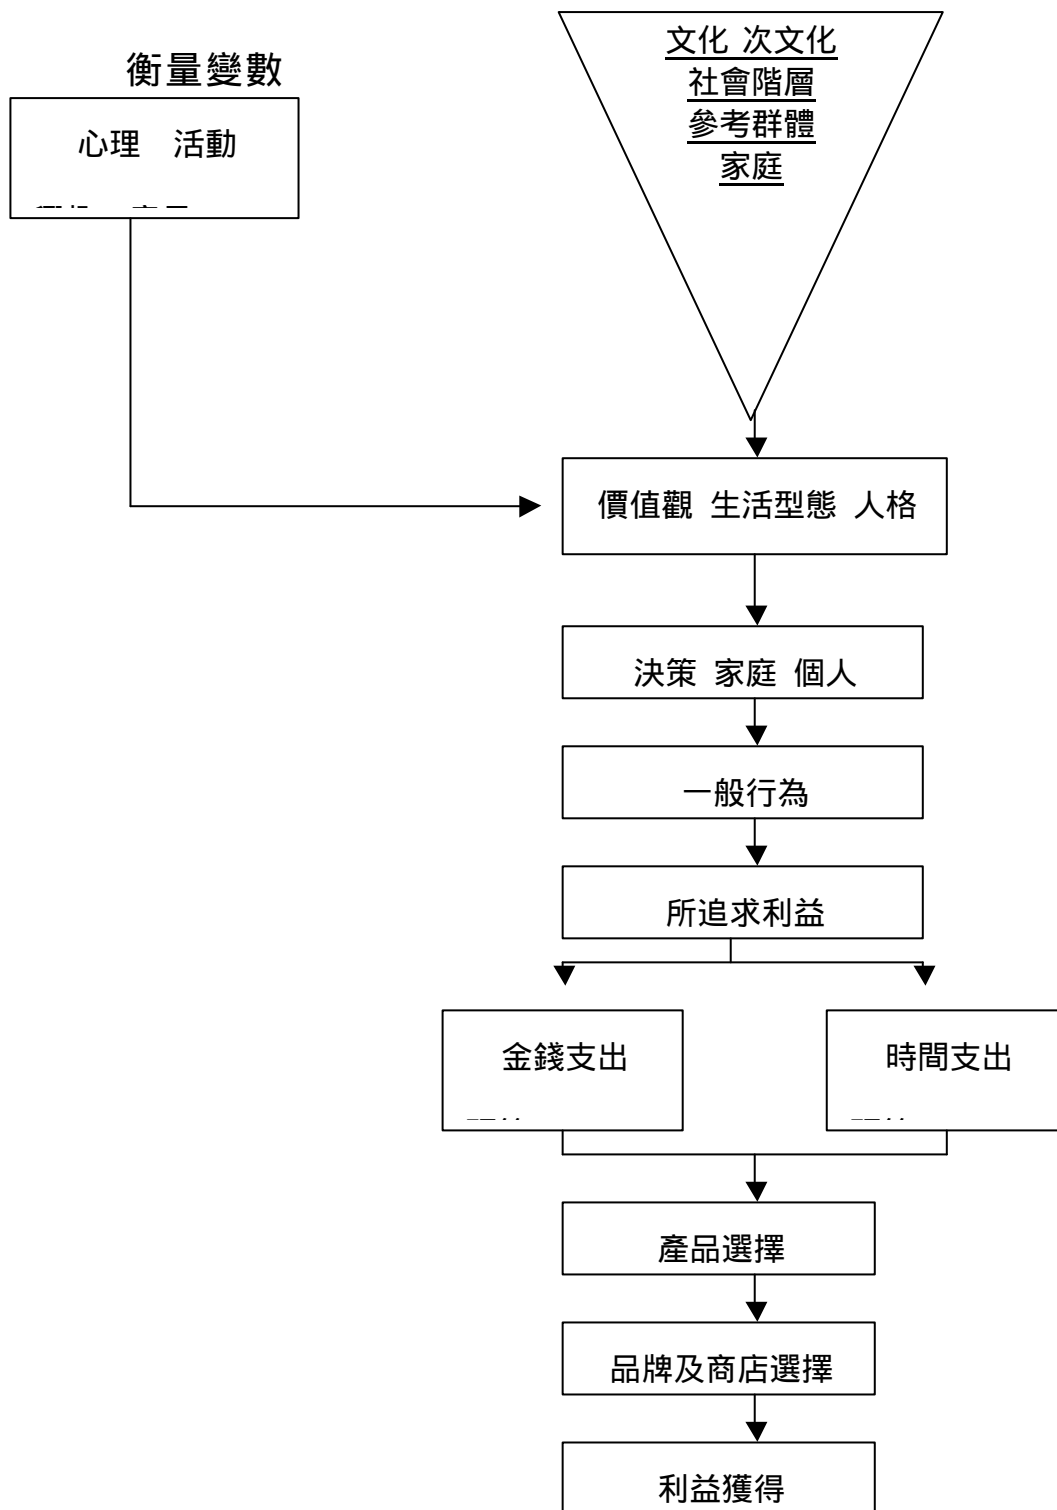 文化 次文化
社會階層
參考群體
家庭
衡量變數
心理 活動
價值觀 生活型態 人格
決策 家庭 個人
一般行為
所追求利益
金錢支出
時間支出
產品選擇
品牌及商店選擇
利益獲得